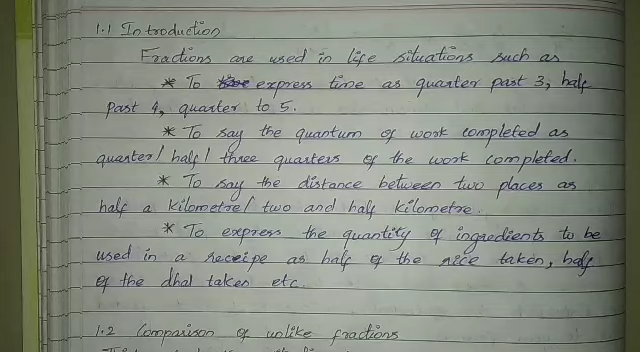 1.1 Introduction
Fractions are used in life situations such as
* To express time as quarter past 3, half
past 4, quarter to 5.
* To say the quantum of work completed as
quarter/ half/ three quarters of the work completed.
* To say the distance between two places as
half a kilometre/ two and half kilometre.
* To express the quantity of ingredients to be
used in a receipe as half of the rice taken, half
of the dhal taken etc.
1.2 Comparison of unlike fractions